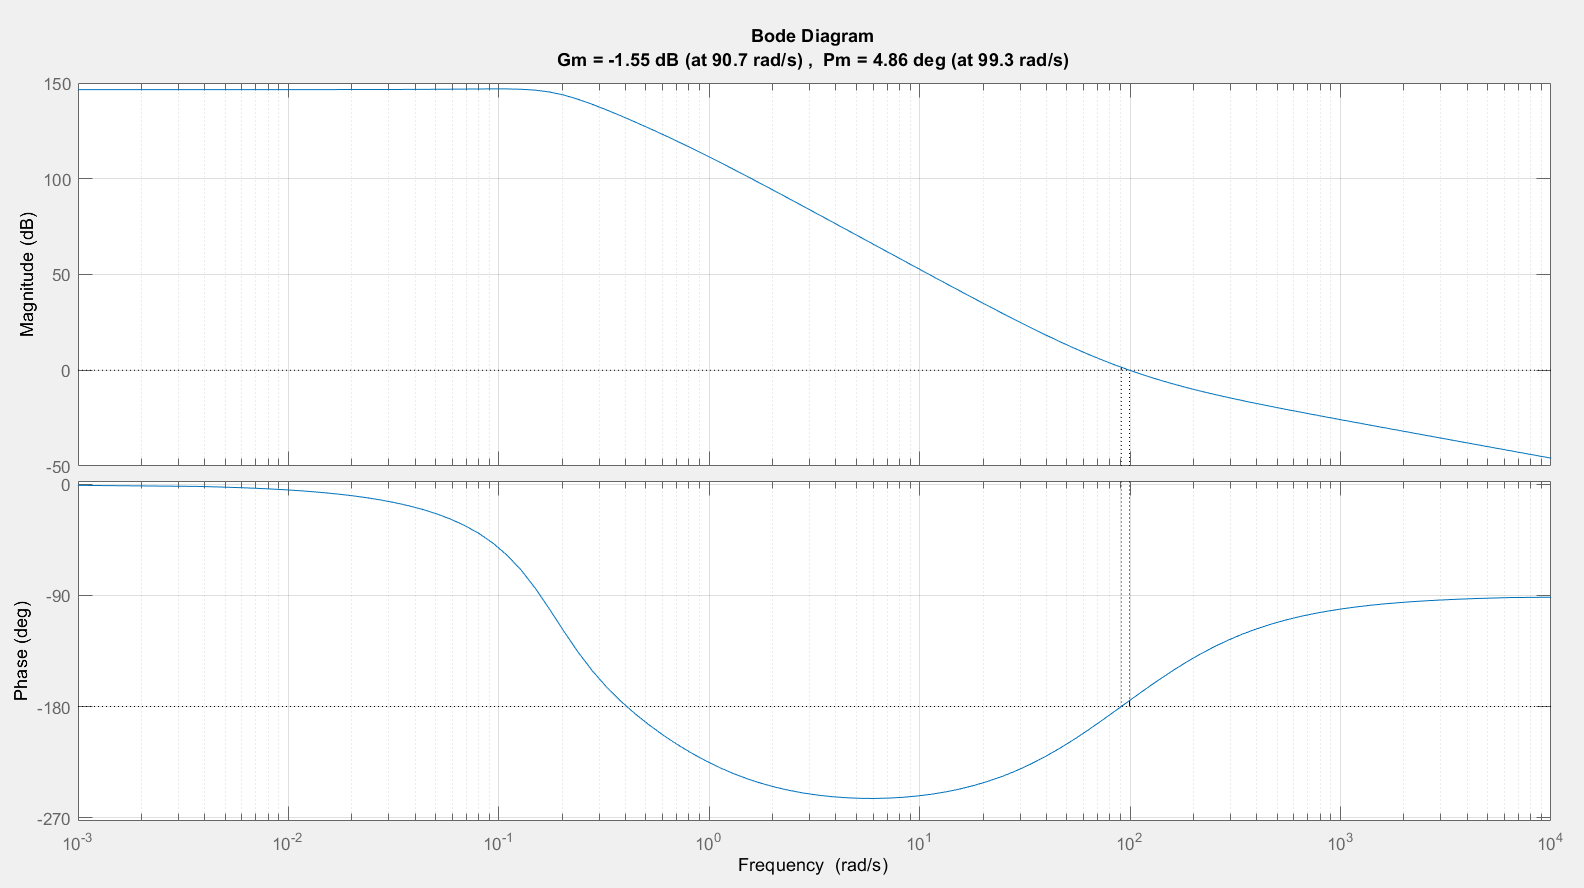 Bode Diagram
Gm = -1.55 dB (at 90.7 rad/s) ,  Pm = 4.86 deg (at 99.3 rad/s)
150
100
50
0
-50
Magnitude (dB)
0
-90
-180
-270
Phase (deg)
10^-3 10^-2 10^-1 10^0 10^1 10^2 10^3 10^4
Frequency  (rad/s)